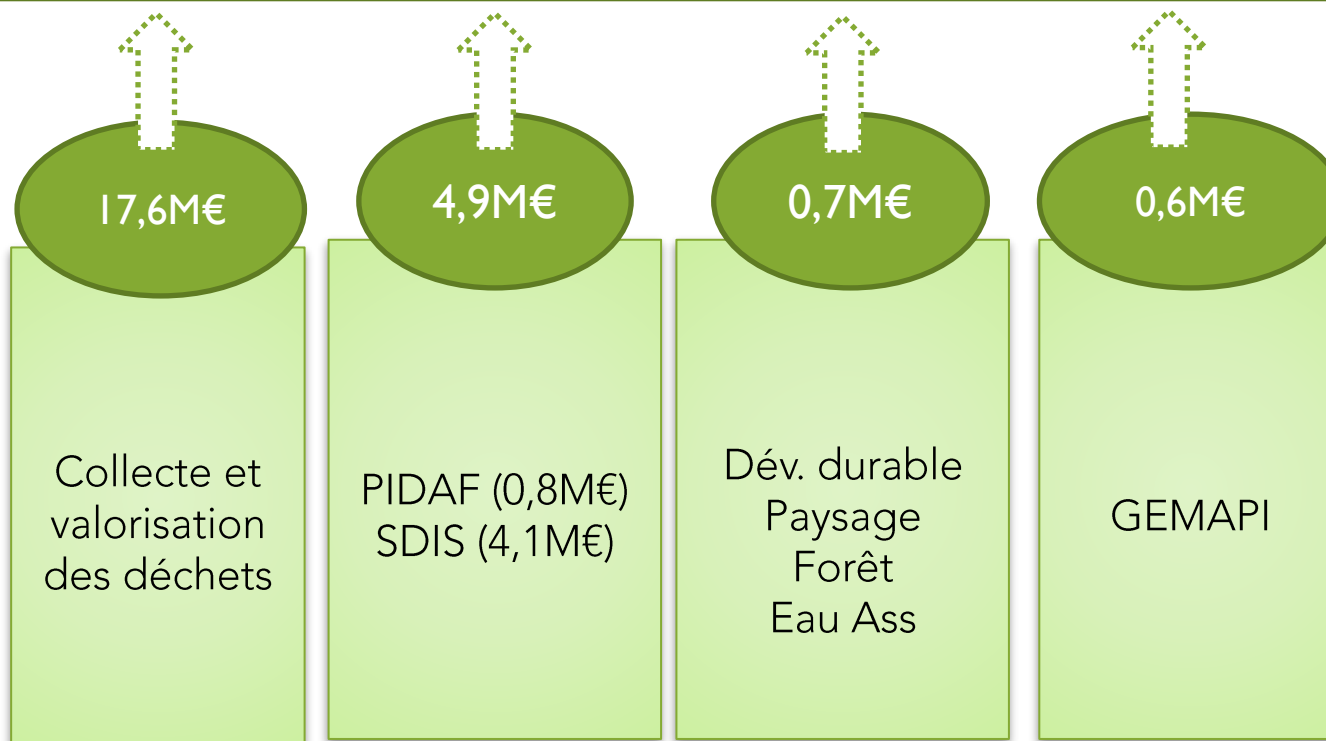 17,6M€
4,9M€
0,7M€
0,6M€
Collecte et
valorisation
des déchets
PIDAF (0,8M€)
SDIS (4,1M€)
Dév. durable
Paysage
Forêt
Eau Ass
GEMAPI